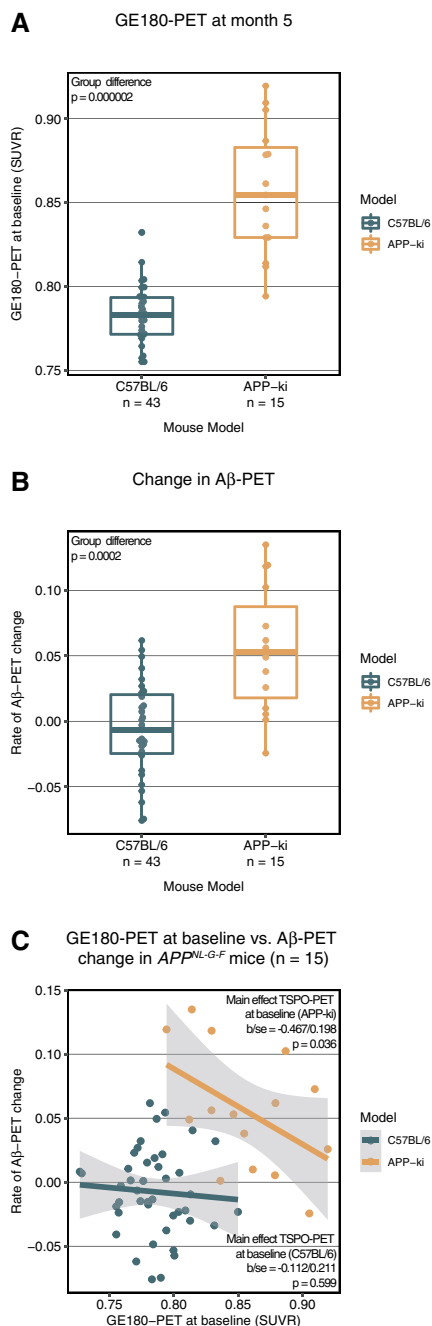 A
GE180-PET at month 5
Group difference
p = 0.000002
GE180−PET at baseline (SUVR)
0.90
0.85
0.80
0.75
C57BL/6
n = 43
APP−ki
n = 15
Mouse Model
Model
C57BL/6
APP−ki
B
Change in Aβ-PET
Group difference
p = 0.0002
Rate of Aβ−PET change
0.10
0.05
0.00
−0.05
C57BL/6
n = 43
APP−ki
n = 15
Mouse Model
Model
C57BL/6
APP−ki
C
GE180-PET at baseline vs. Aβ-PET
change in APP^NL-G-F mice (n = 15)
Main effect TSPO-PET
at baseline (APP-ki)
b/se = -0.467/0.198
p = 0.036
Rate of Aβ−PET change
0.15
0.10
0.05
0.00
−0.05
Main effect TSPO-PET
at baseline (C57BL/6)
b/se = -0.112/0.211
p = 0.599
0.75
0.80
0.85
0.90
GE180−PET at baseline (SUVR)
Model
C57BL/6
APP−ki